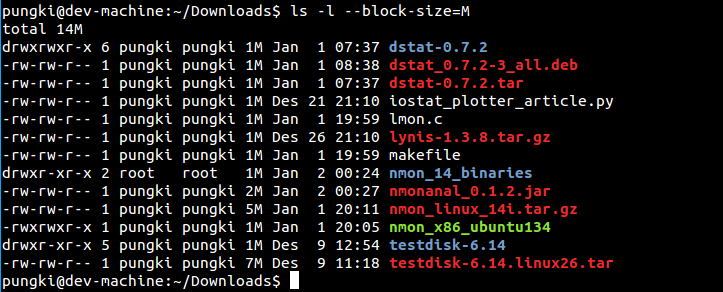 pungki@dev-machine:~/Downloads$ ls -l --block-size=M
total 14M
drwxrwxr-x 6 pungki pungki 1M Jan  1 07:37 dstat-0.7.2
-rw-rw-r-- 1 pungki pungki 1M Jan  1 08:38 dstat_0.7.2-3_all.deb
-rw-rw-r-- 1 pungki pungki 1M Jan  1 07:37 dstat-0.7.2.tar
-rw-rw-r-- 1 pungki pungki 1M Des 21 21:10 iostat_plotter_article.py
-rw-rw-r-- 1 pungki pungki 1M Jan  1 19:59 lmon.c
-rw-rw-r-- 1 pungki pungki 1M Des 26 21:10 lynis-1.3.8.tar.gz
-rw-rw-r-- 1 pungki pungki 1M Jan  1 19:59 makefile
drwxr-xr-x 2 root   root   1M Jan  2 00:24 nmon_14_binaries
-rw-rw-r-- 1 pungki pungki 2M Jan  2 00:27 nmonanal_0.1.2.jar
-rw-rw-r-- 1 pungki pungki 5M Jan  1 20:11 nmon_linux_14i.tar.gz
-rwxrwxr-x 1 pungki pungki 1M Jan  1 20:05 nmon_x86_ubuntu134
drwxr-xr-x 5 pungki pungki 1M Des  9 12:54 testdisk-6.14
-rw-rw-r-- 1 pungki pungki 7M Des  9 11:18 testdisk-6.14.linux26.tar
pungki@dev-machine:~/Downloads$